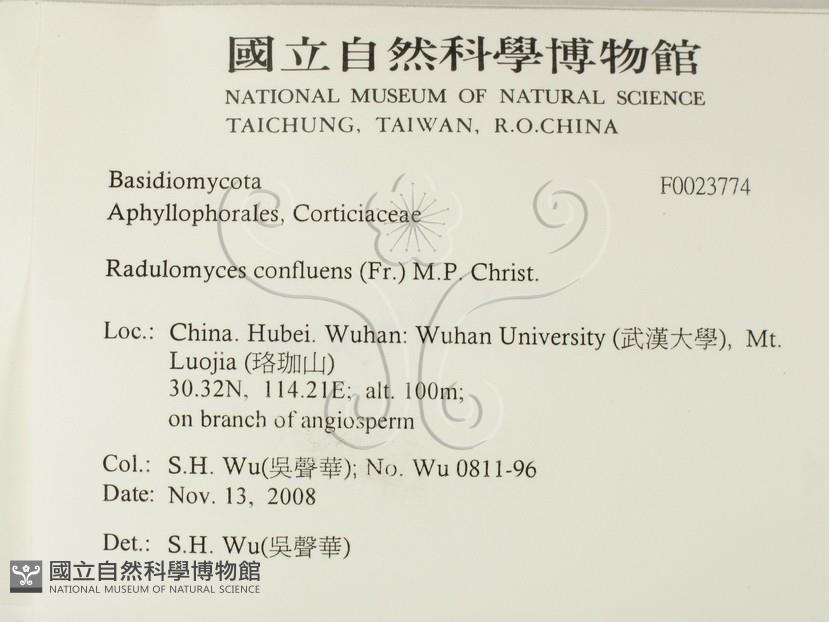 國立自然科學博物館
NATIONAL MUSEUM OF NATURAL SCIENCE
TAICHUNG, TAIWAN, R.O.CHINA
Basidiomycota F0023774
Aphyllophorales, Corticiaceae
Radulomyces confluens (Fr.) M.P. Christ.
Loc.: China. Hubei. Wuhan: Wuhan University (武漢大學), Mt.
Luojia (珞珈山)
30.32N, 114.21E; alt. 100m;
on branch of angiosperm
Col.: S.H. Wu(吳聲華); No. Wu 0811-96
Date: Nov. 13, 2008
Det.: S.H. Wu(吳聲華)
國立自然科學博物館
NATIONAL MUSEUM OF NATURAL SCIENCE